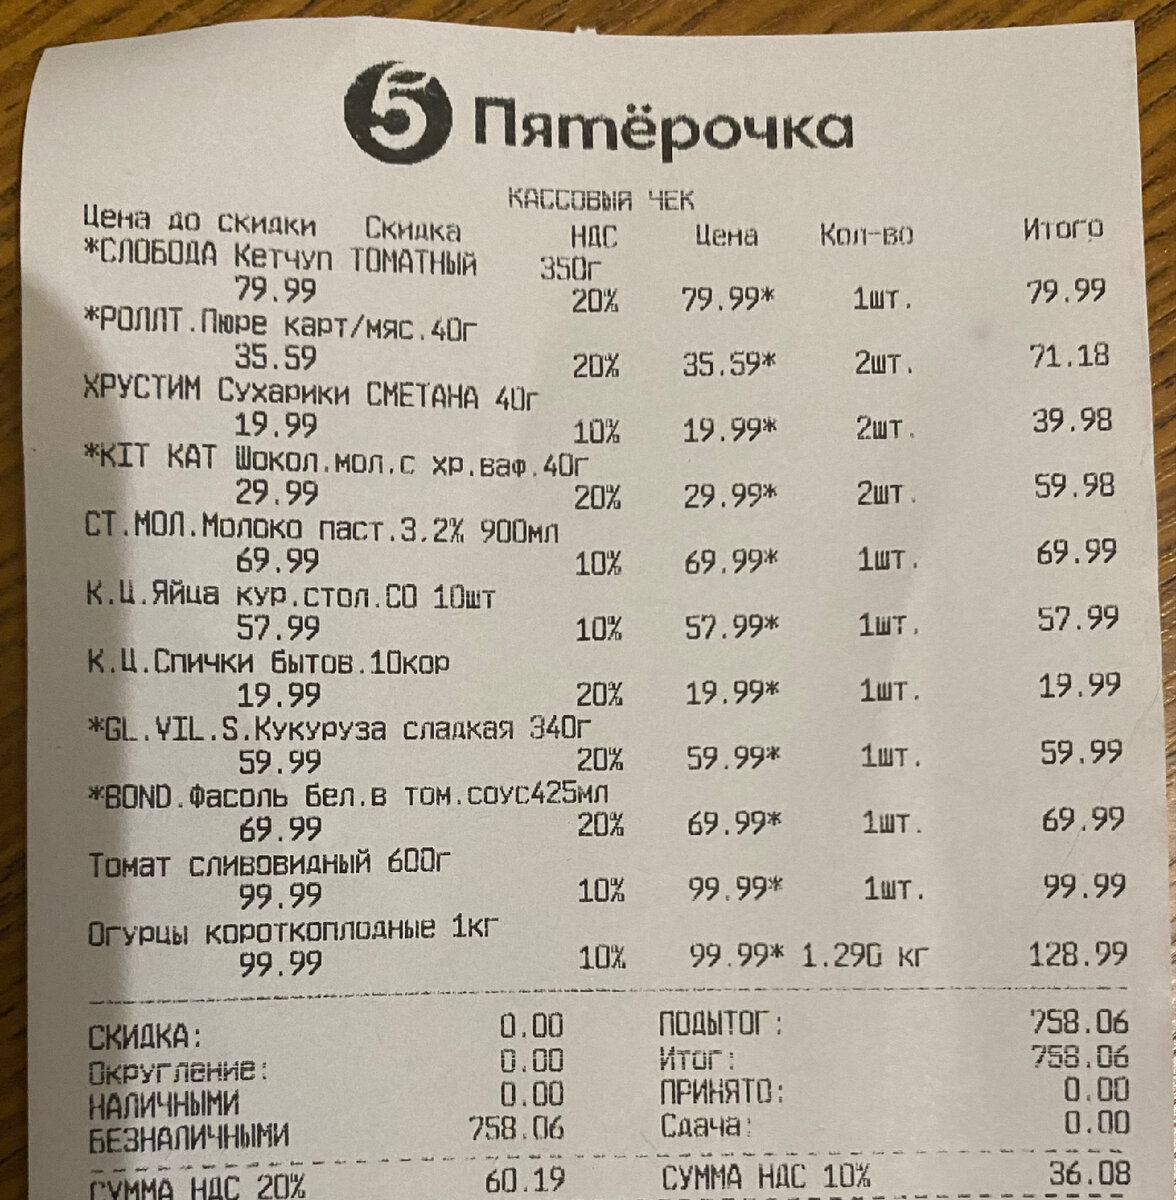 5 Пятёрочка
КАССОВЫЙ ЧЕК
Цена до скидки Скидка НДС Цена Кол-во Итого
*СЛОБОДА Кетчуп ТОМАТНЫЙ 350г
79.99 20% 79.99* 1шт. 79.99
*РОЛЛТ.Пюре карт/мяс.40г
35.59 20% 35.59* 2шт. 71.18
ХРУСТИМ Сухарики СМЕТАНА 40г
19.99 10% 19.99* 2шт. 39.98
*KIT KAT Шокол.мол.с хр.ваф.40г
29.99 20% 29.99* 2шт. 59.98
СТ.МОЛ.Молоко паст.3.2% 900мл
69.99 10% 69.99* 1шт. 69.99
К.Ц.Яйца кур.стол.СО 10шт
57.99 10% 57.99* 1шт. 57.99
К.Ц.Спички бытов.10кор
19.99 20% 19.99* 1шт. 19.99
*GL.VIL.S.Кукуруза сладкая 340г
59.99 20% 59.99* 1шт. 59.99
*BOND.Фасоль бел.в том.соус425мл
69.99 20% 69.99* 1шт. 69.99
Томат сливовидный 600г
99.99 10% 99.99* 1шт. 99.99
Огурцы короткоплодные 1кг
99.99 10% 99.99* 1.290 кг 128.99
СКИДКА: 0.00 ПОДЫТОГ: 758.06
Округление: 0.00 Итог: 758.06
НАЛИЧНЫМИ 0.00 ПРИНЯТО: 0.00
БЕЗНАЛИЧНЫМИ 758.06 Сдача: 0.00
СУММА НДС 20% 60.19 СУММА НДС 10% 36.08